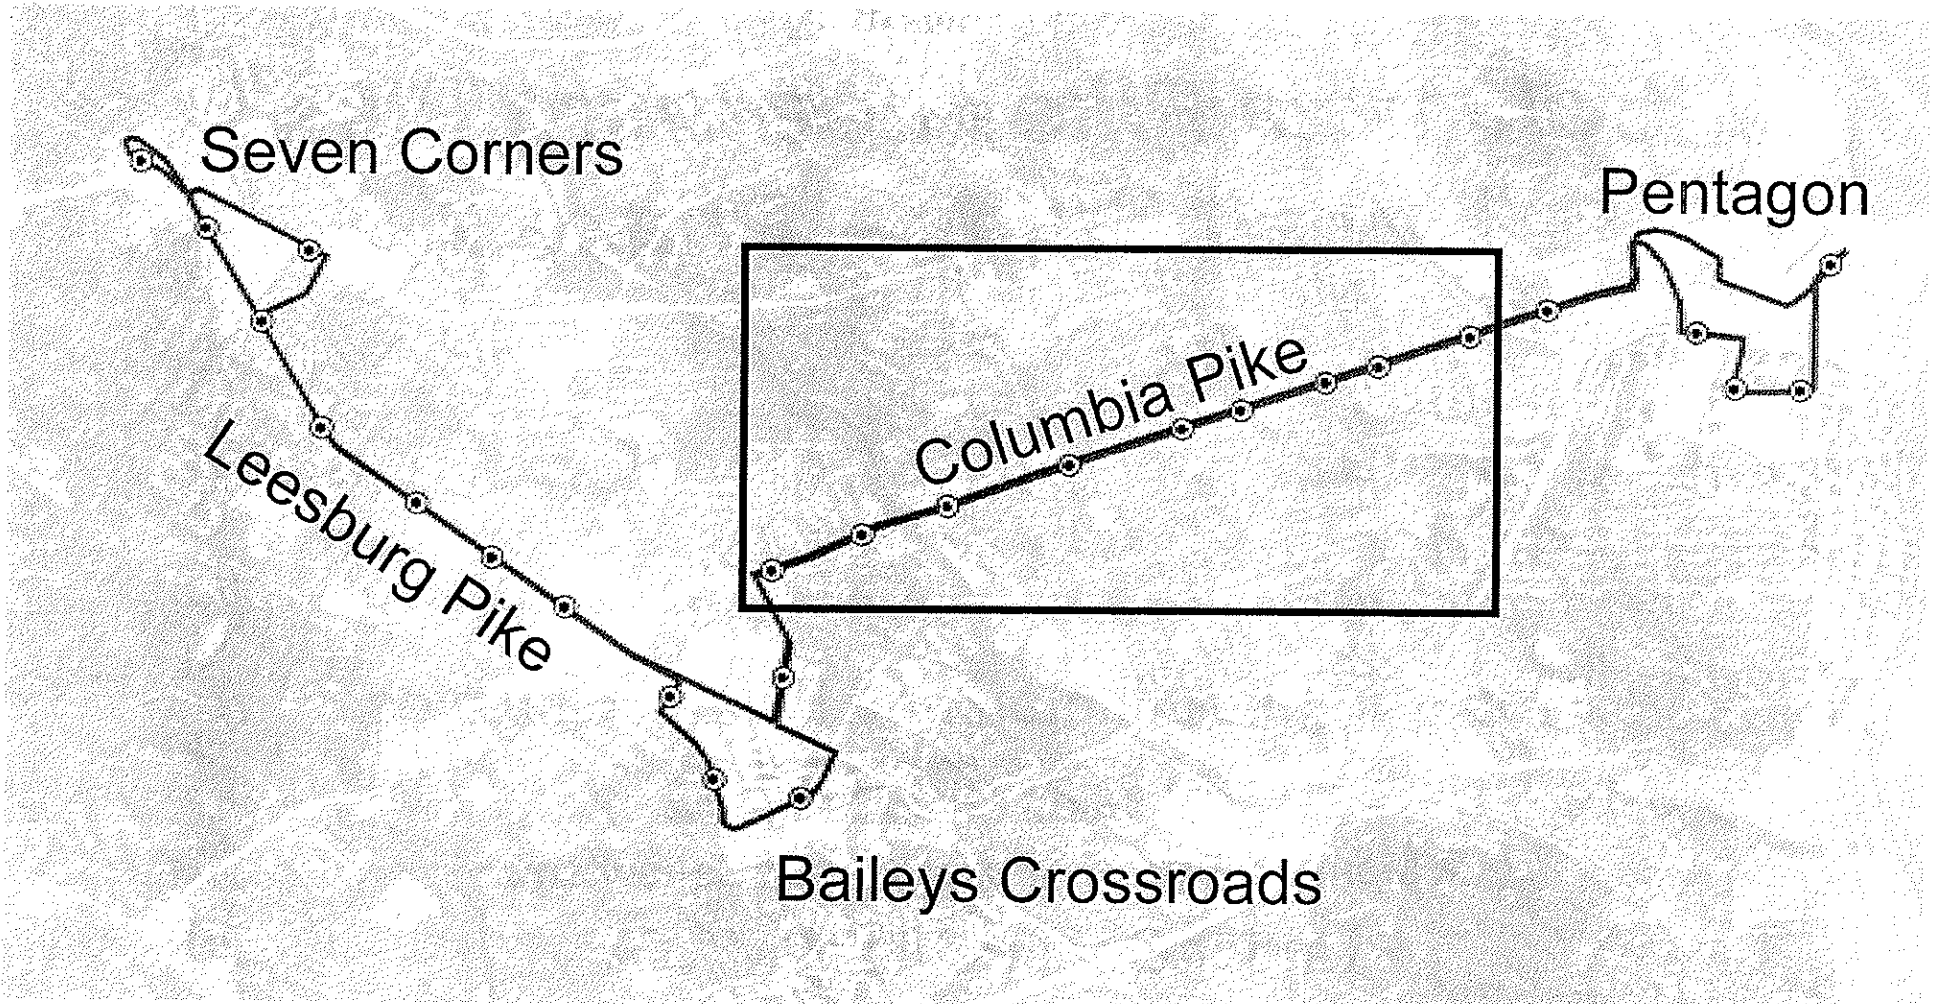 Seven Corners
Pentagon
Columbia Pike
Leesburg Pike
Baileys Crossroads